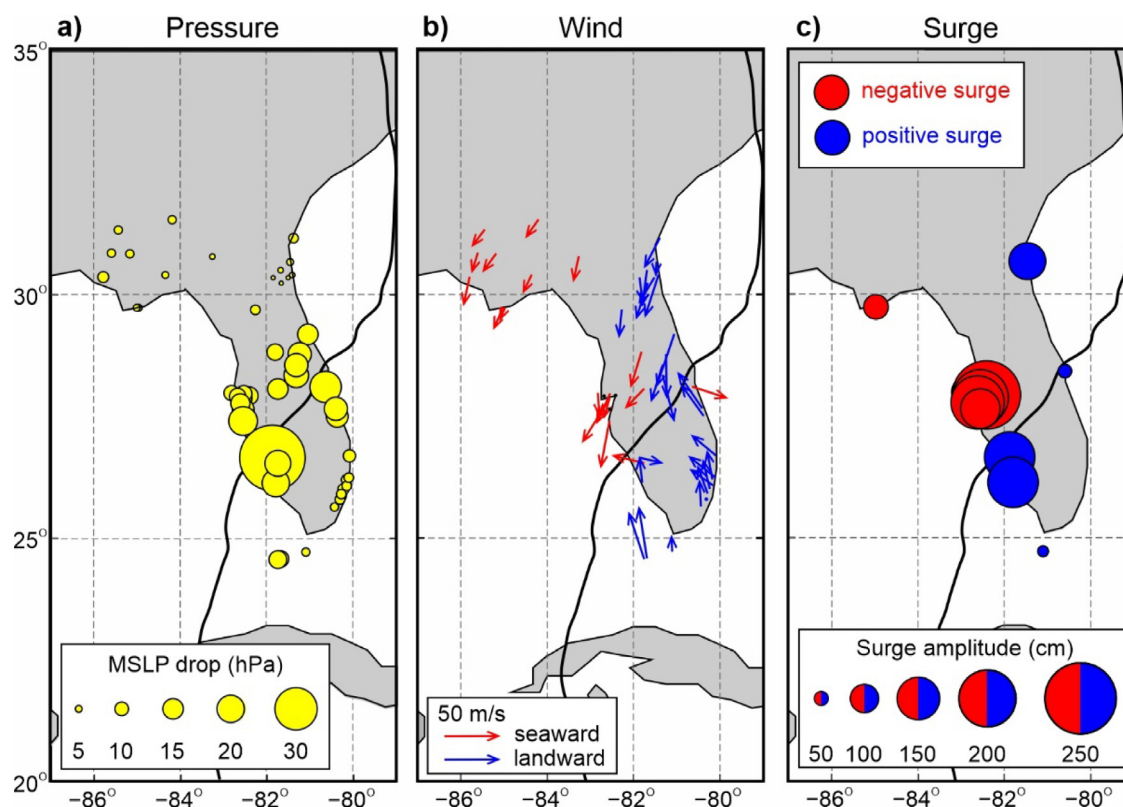 a) Pressure
b) Wind
c) Surge
35°
30°
25°
20°
negative surge
positive surge
MSLP drop (hPa)
5 10 15 20 30
50 m/s
seaward
landward
Surge amplitude (cm)
50 100 150 200 250
−86° −84° −82° −80°
−86° −84° −82° −80°
−86° −84° −82° −80°